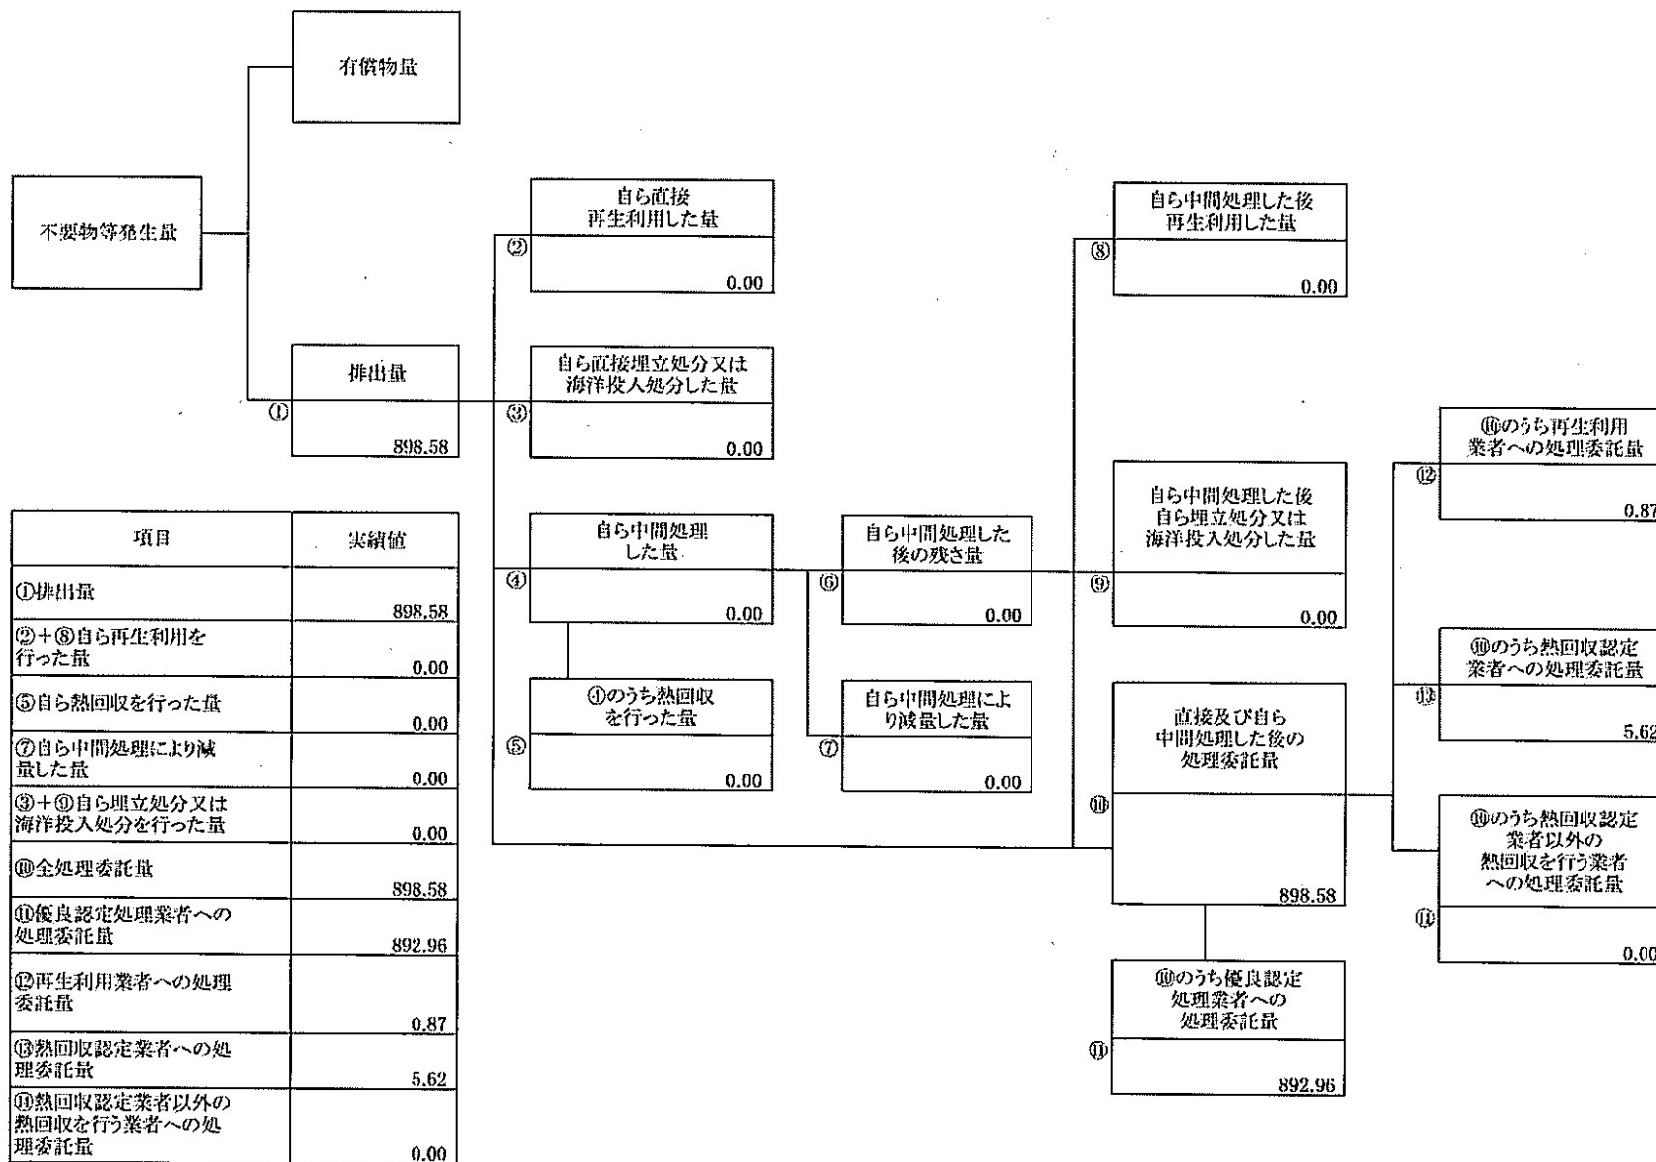 有償物量
不要物等発生量
排出量
①
898.58
自ら直接
再生利用した量
②
0.00
自ら直接埋立処分又は
海洋投入処分した量
③
0.00
自ら中間処理
した量
④
0.00
④のうち熱回収
を行った量
⑤
0.00
自ら中間処理した
後の残さ量
⑥
0.00
自ら中間処理によ
り減量した量
⑦
0.00
自ら中間処理した後
再生利用した量
⑧
0.00
自ら中間処理した後
自ら埋立処分又は
海洋投入処分した量
⑨
0.00
直接及び自ら
中間処理した後の
処理委託量
⑩
898.58
⑩のうち優良認定
処理業者への
処理委託量
⑪
892.96
⑩のうち再生利用
業者への処理委託量
⑫
0.87
⑩のうち熱回収認定
業者への処理委託量
⑬
5.62
⑩のうち熱回収認定
業者以外の
熱回収を行う業者
への処理委託量
⑭
0.00
項目 実績値
①排出量
898.58
②+⑧自ら再生利用を
行った量
0.00
⑤自ら熱回収を行った量
0.00
⑦自ら中間処理により減
量した量
0.00
③+⑨自ら埋立処分又は
海洋投入処分を行った量
0.00
⑩全処理委託量
898.58
⑪優良認定処理業者への
処理委託量
892.96
⑫再生利用業者への処理
委託量
0.87
⑬熱回収認定業者への処
理委託量
5.62
⑭熱回収認定業者以外の
熱回収を行う業者への処
理委託量
0.00